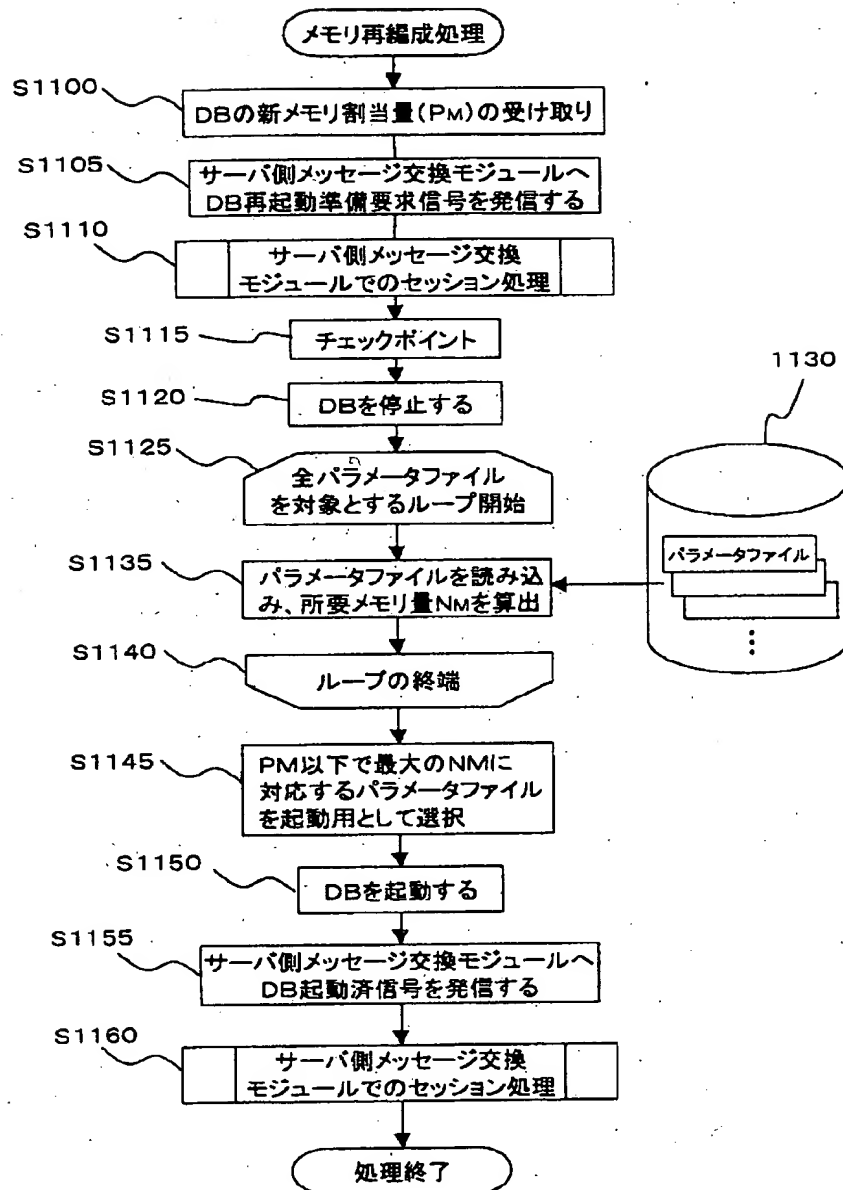 メモリ再編成処理
S1100
DBの新メモリ割当量(PM)の受け取り
S1105
サーバ側メッセージ交換モジュールへ
DB再起動準備要求信号を発信する
S1110
サーバ側メッセージ交換
モジュールでのセッション処理
S1115
チェックポイント
S1120
DBを停止する
1130
S1125
全パラメータファイル
を対象とするループ開始
パラメータファイル
S1135
パラメータファイルを読み込
み、所要メモリ量NMを算出
S1140
ループの終端
S1145
PM以下で最大のNMに
対応するパラメータファイル
を起動用として選択
S1150
DBを起動する
S1155
サーバ側メッセージ交換モジュールへ
DB起動済信号を発信する
S1160
サーバ側メッセージ交換
モジュールでのセッション処理
処理終了